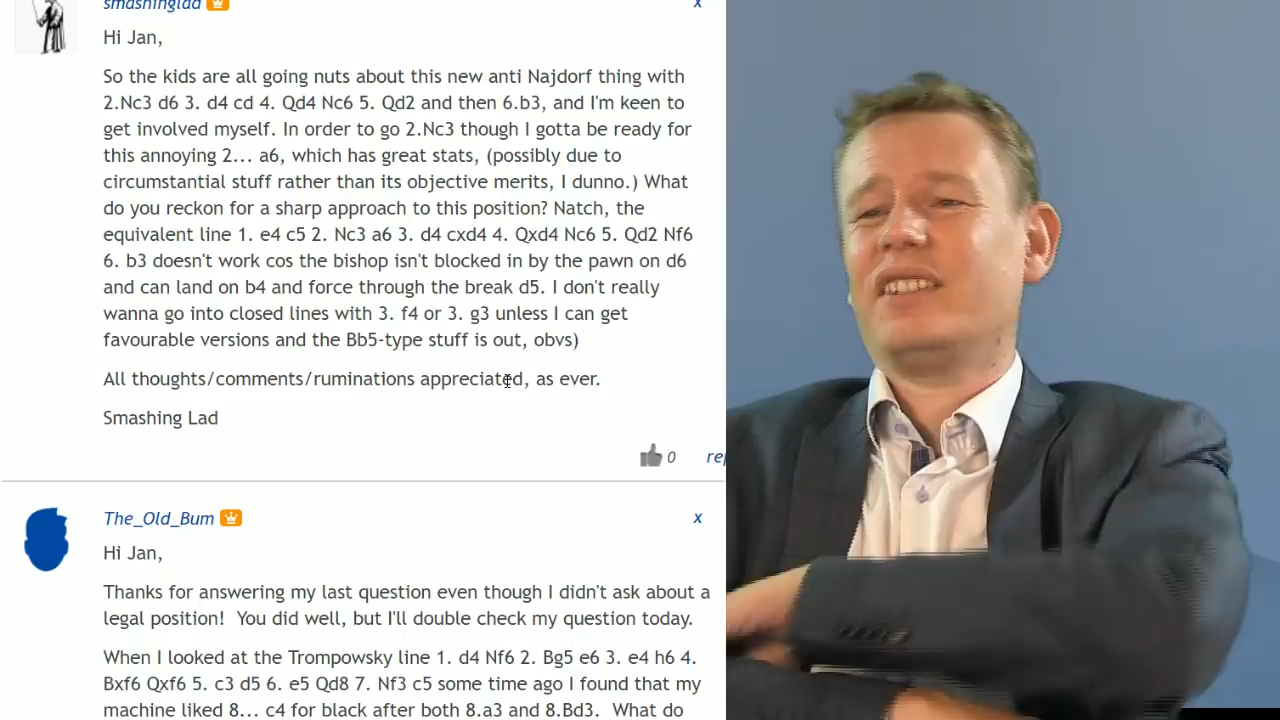 smashinglad
x
Hi Jan,
So the kids are all going nuts about this new anti Najdorf thing with
2.Nc3 d6 3. d4 cd 4. Qd4 Nc6 5. Qd2 and then 6.b3, and I'm keen to
get involved myself. In order to go 2.Nc3 though I gotta be ready for
this annoying 2... a6, which has great stats, (possibly due to
circumstantial stuff rather than its objective merits, I dunno.) What
do you reckon for a sharp approach to this position? Natch, the
equivalent line 1. e4 c5 2. Nc3 a6 3. d4 cxd4 4. Qxd4 Nc6 5. Qd2 Nf6
6. b3 doesn't work cos the bishop isn't blocked in by the pawn on d6
and can land on b4 and force through the break d5. I don't really
wanna go into closed lines with 3. f4 or 3. g3 unless I can get
favourable versions and the Bb5-type stuff is out, obvs)
All thoughts/comments/ruminations appreciated, as ever.
Smashing Lad
0 rep
The_Old_Bum
x
Hi Jan,
Thanks for answering my last question even though I didn't ask about a
legal position! You did well, but I'll double check my question today.
When I looked at the Trompowsky line 1. d4 Nf6 2. Bg5 e6 3. e4 h6 4.
Bxf6 Qxf6 5. c3 d5 6. e5 Qd8 7. Nf3 c5 some time ago I found that my
machine liked 8... c4 for black after both 8.a3 and 8.Bd3. What do